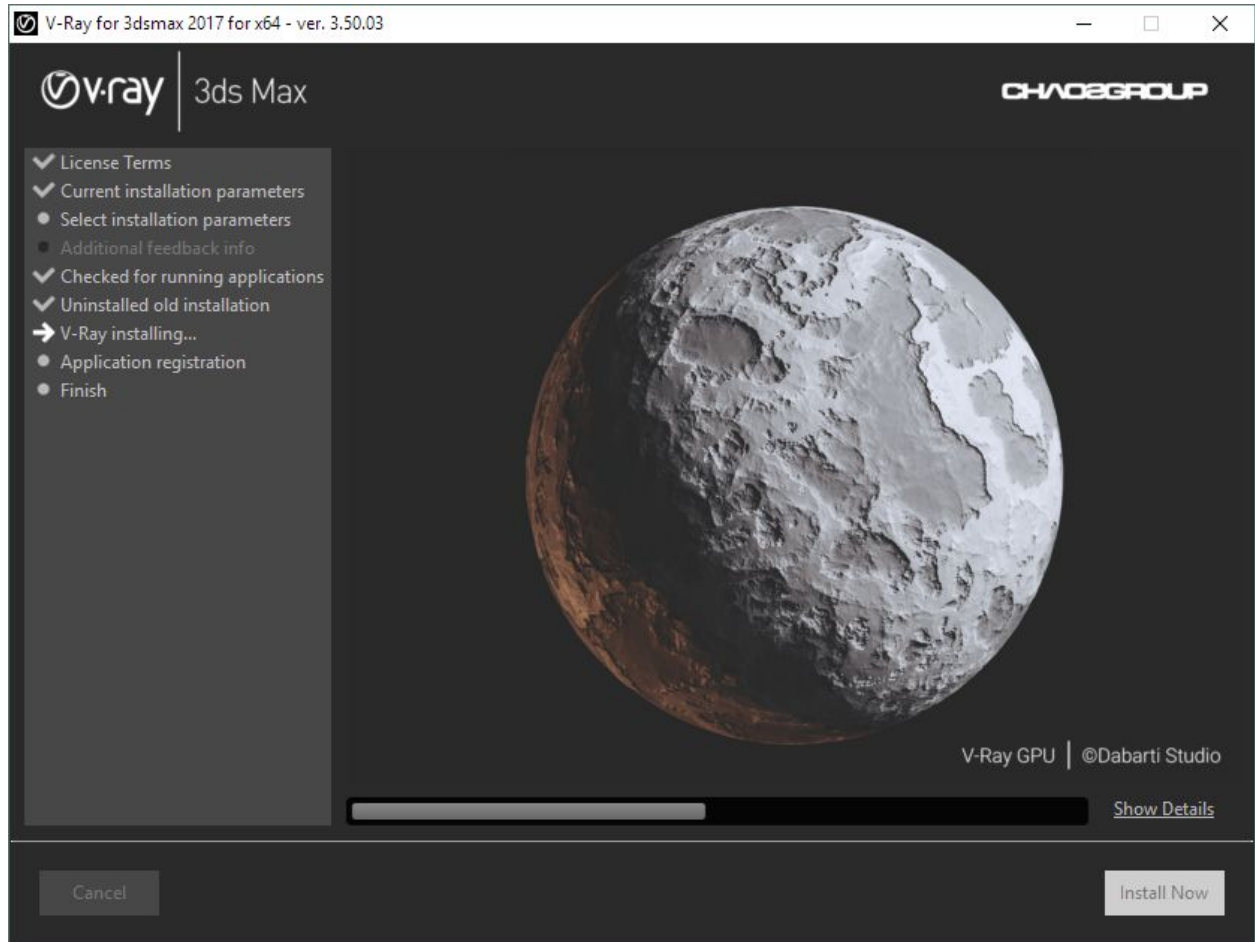 V-Ray for 3dsmax 2017 for x64 - ver. 3.50.03
v·ray
3ds Max
CHAOSGROUP
License Terms
Current installation parameters
Select installation parameters
Additional feedback info
Checked for running applications
Uninstalled old installation
V-Ray installing...
Application registration
Finish
V-Ray GPU | ©Dabarti Studio
Show Details
Cancel
Install Now